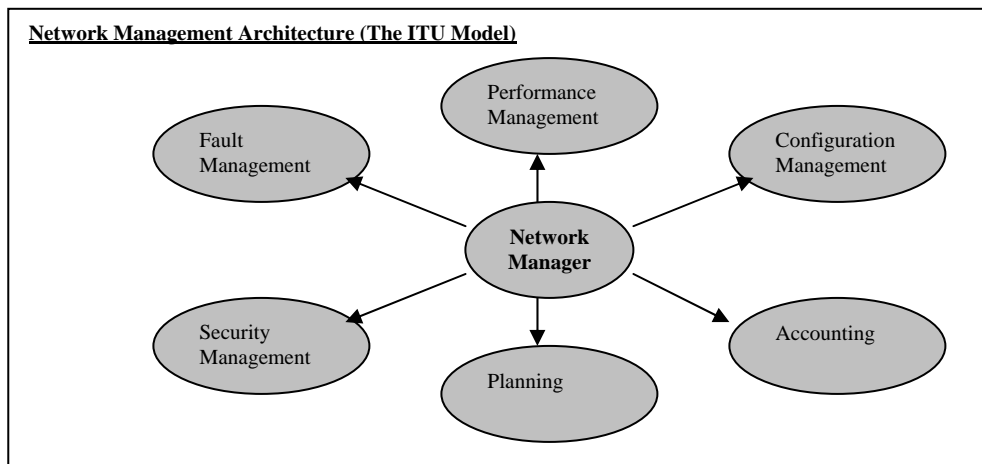 Network Management Architecture (The ITU Model)
Performance
Management
Fault
Management
Configuration
Management
Network
Manager
Security
Management
Planning
Accounting